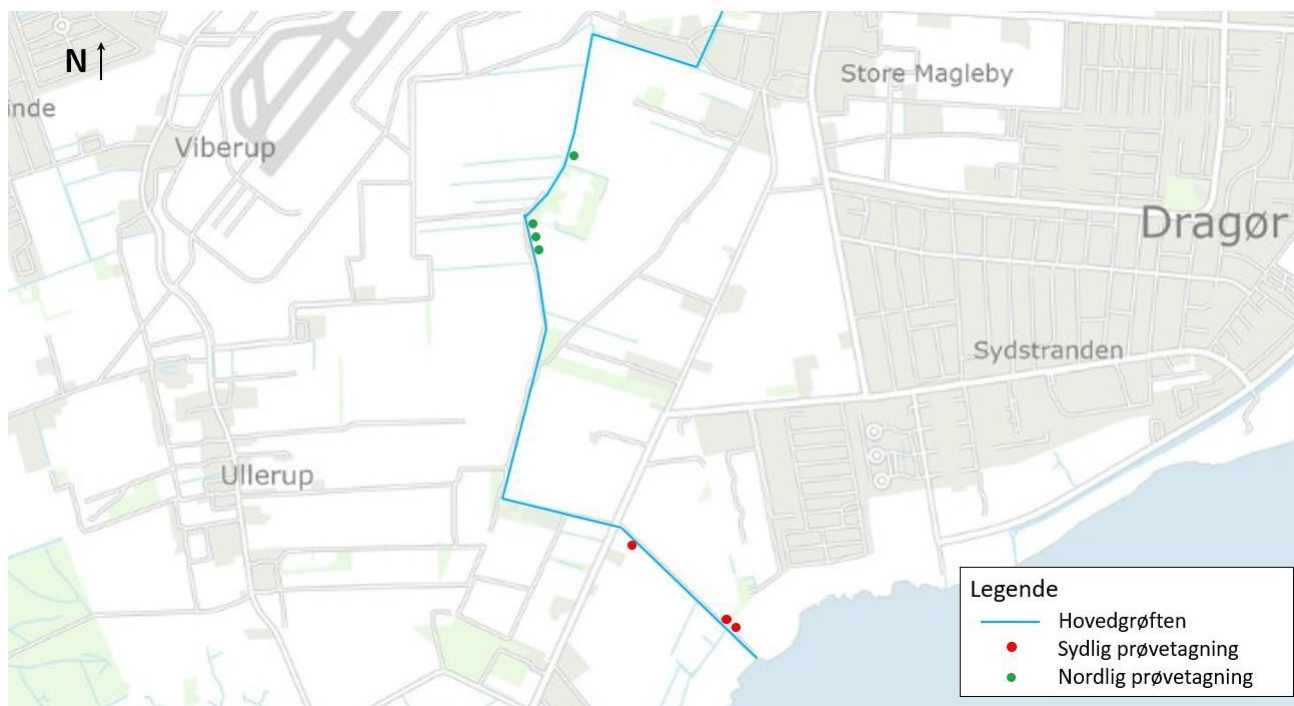 N
Store Magleby
inde
Viberup
Dragør
Sydstranden
Ullerup
Legende
Hovedgrøften
Sydlig prøvetagning
Nordlig prøvetagning